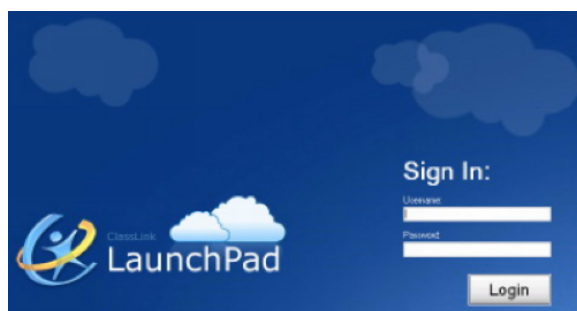 Sign In:
Username:
Password:
ClassLink
LaunchPad
Login